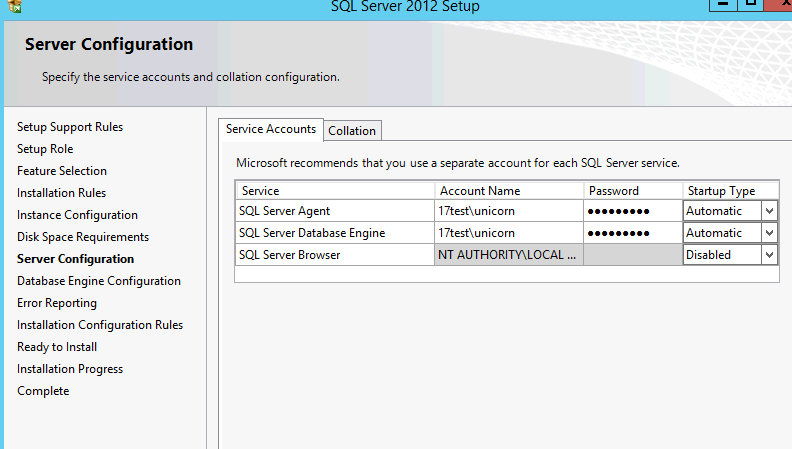 SQL Server 2012 Setup
Server Configuration
Specify the service accounts and collation configuration.
Setup Support Rules
Setup Role
Feature Selection
Installation Rules
Instance Configuration
Disk Space Requirements
Server Configuration
Database Engine Configuration
Error Reporting
Installation Configuration Rules
Ready to Install
Installation Progress
Complete
Service Accounts Collation
Microsoft recommends that you use a separate account for each SQL Server service.
Service Account Name Password Startup Type
SQL Server Agent 17test\unicorn ●●●●●●●●● Automatic
SQL Server Database Engine 17test\unicorn ●●●●●●●●● Automatic
SQL Server Browser NT AUTHORITY\LOCAL ... Disabled